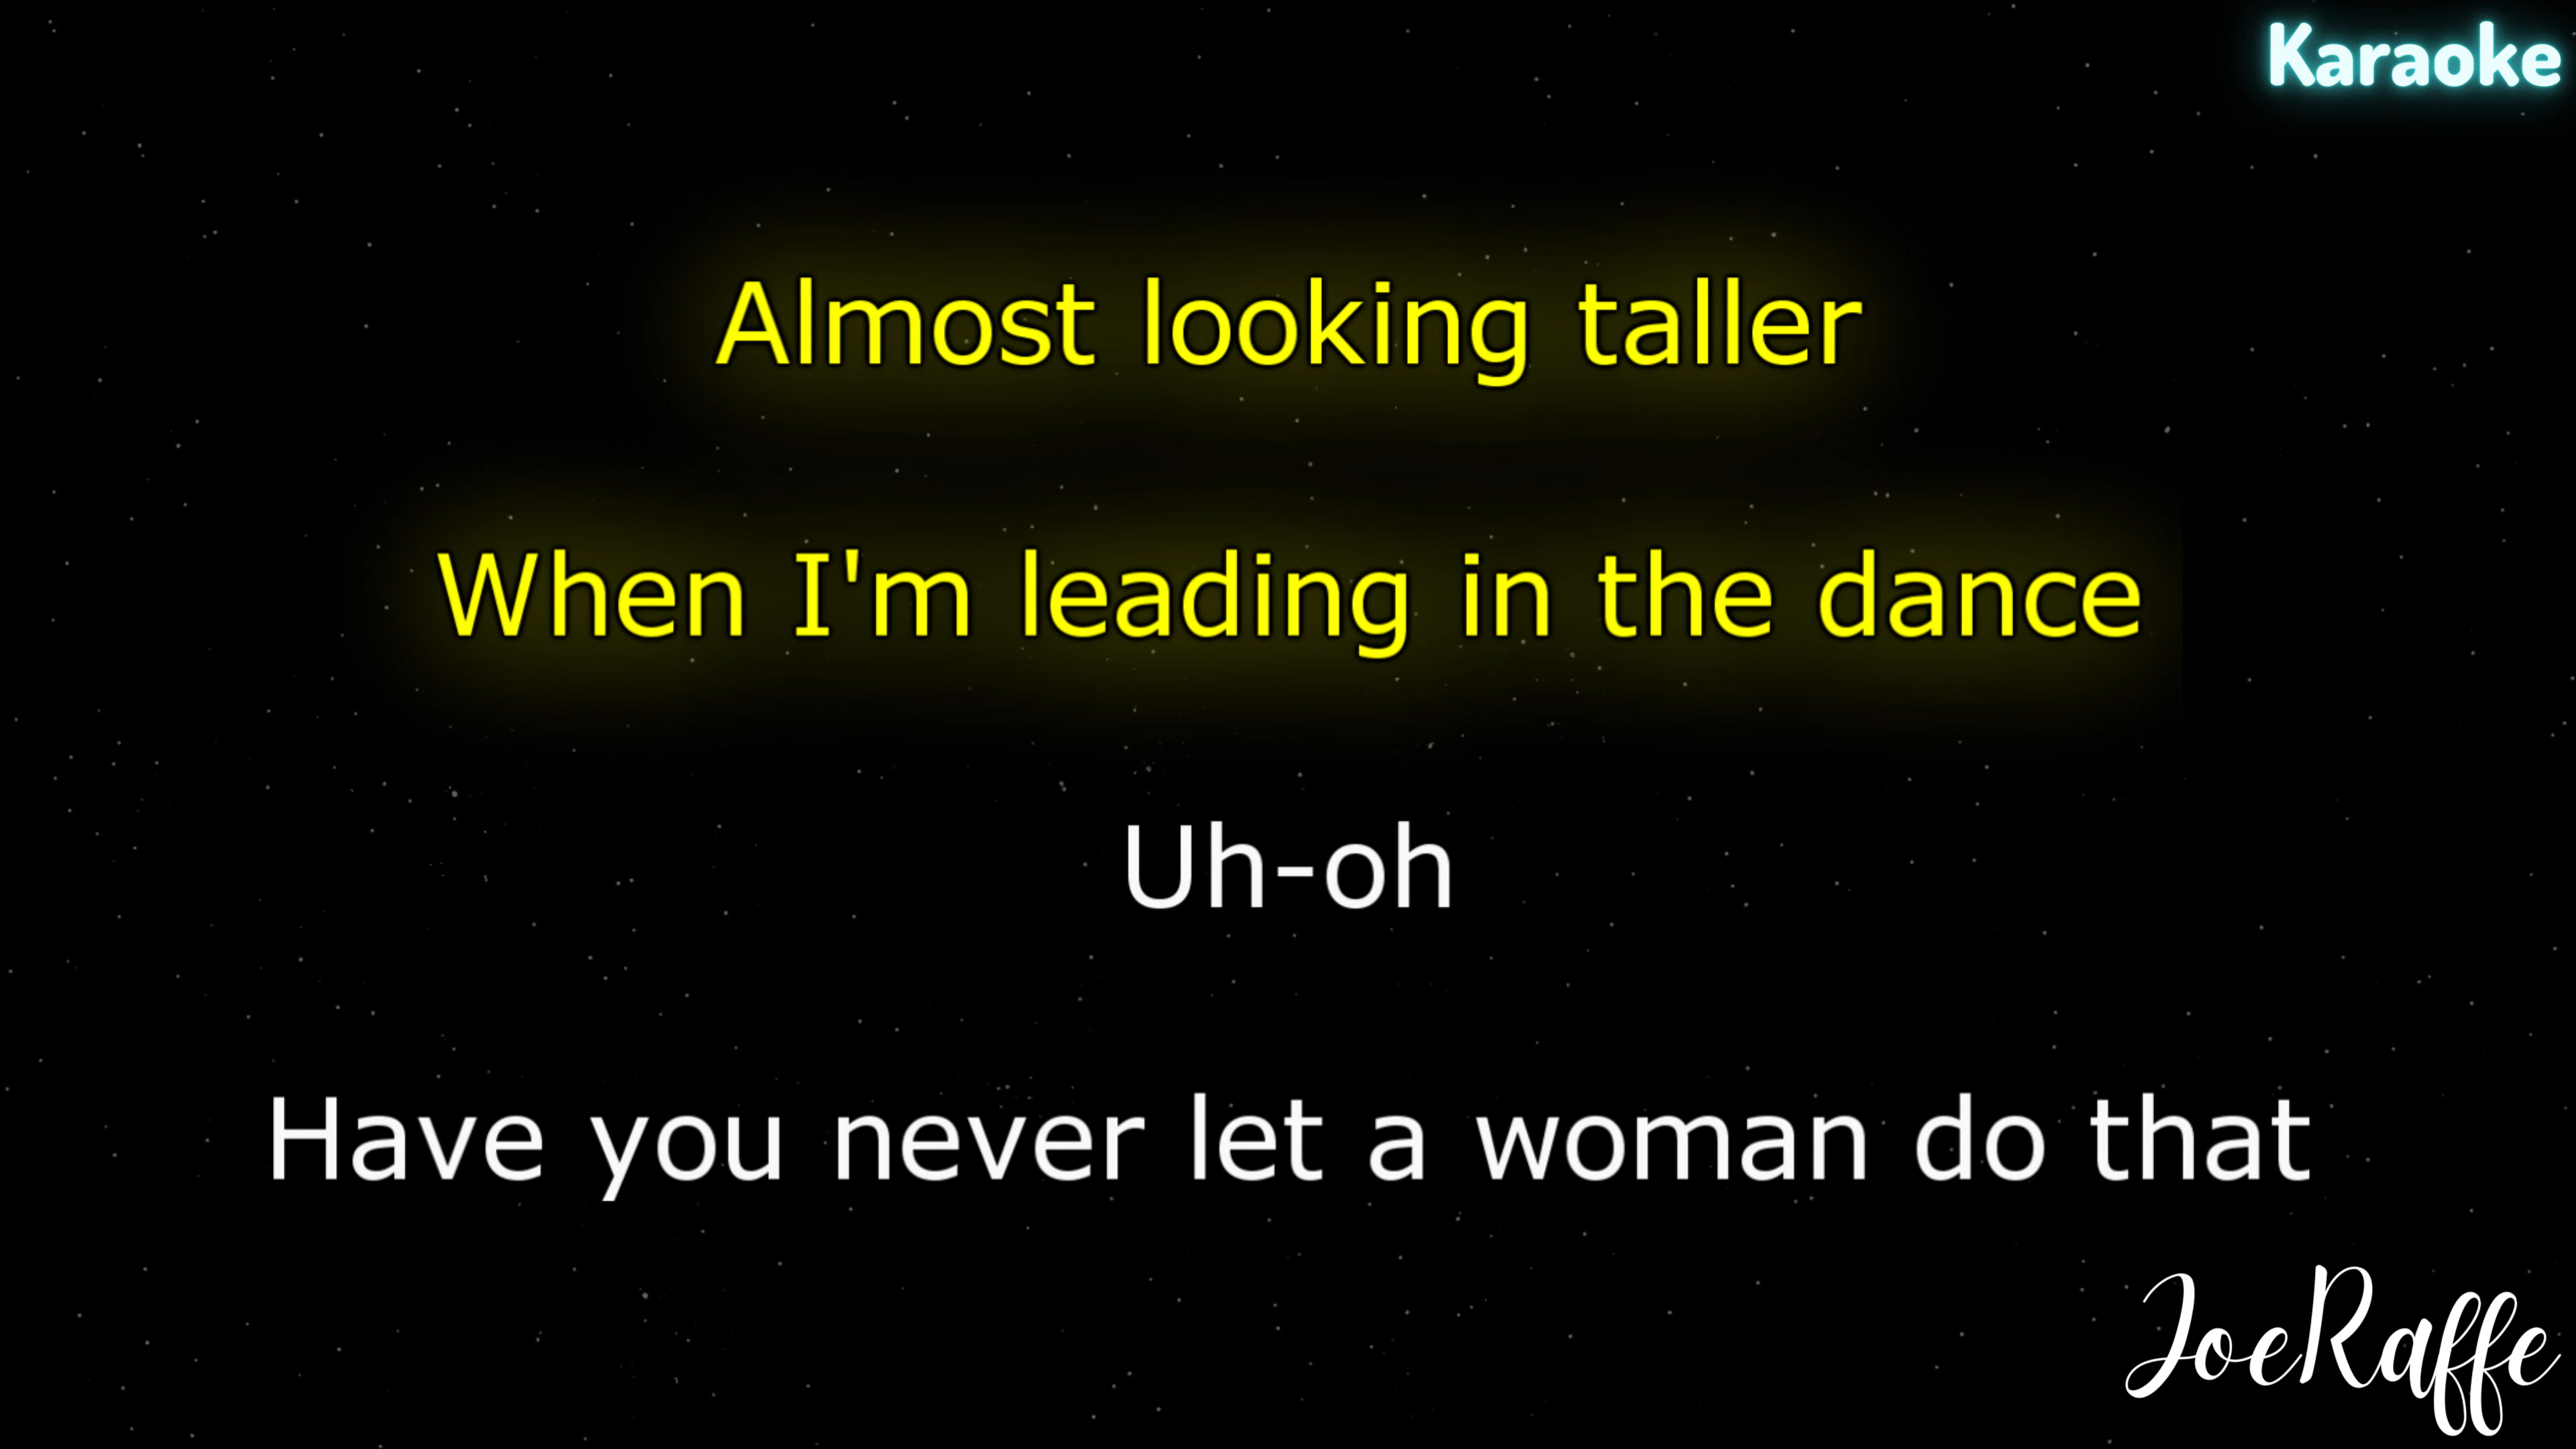 Karaoke
Almost looking taller
When I'm leading in the dance
Uh-oh
Have you never let a woman do that
JoeRaffe